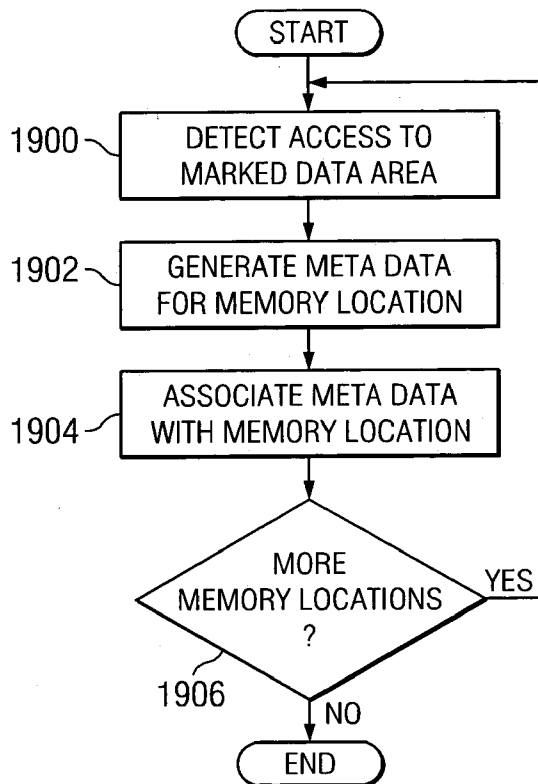 START
1900
DETECT ACCESS TO
MARKED DATA AREA
1902
GENERATE META DATA
FOR MEMORY LOCATION
1904
ASSOCIATE META DATA
WITH MEMORY LOCATION
MORE
MEMORY LOCATIONS
?
YES
1906
NO
END